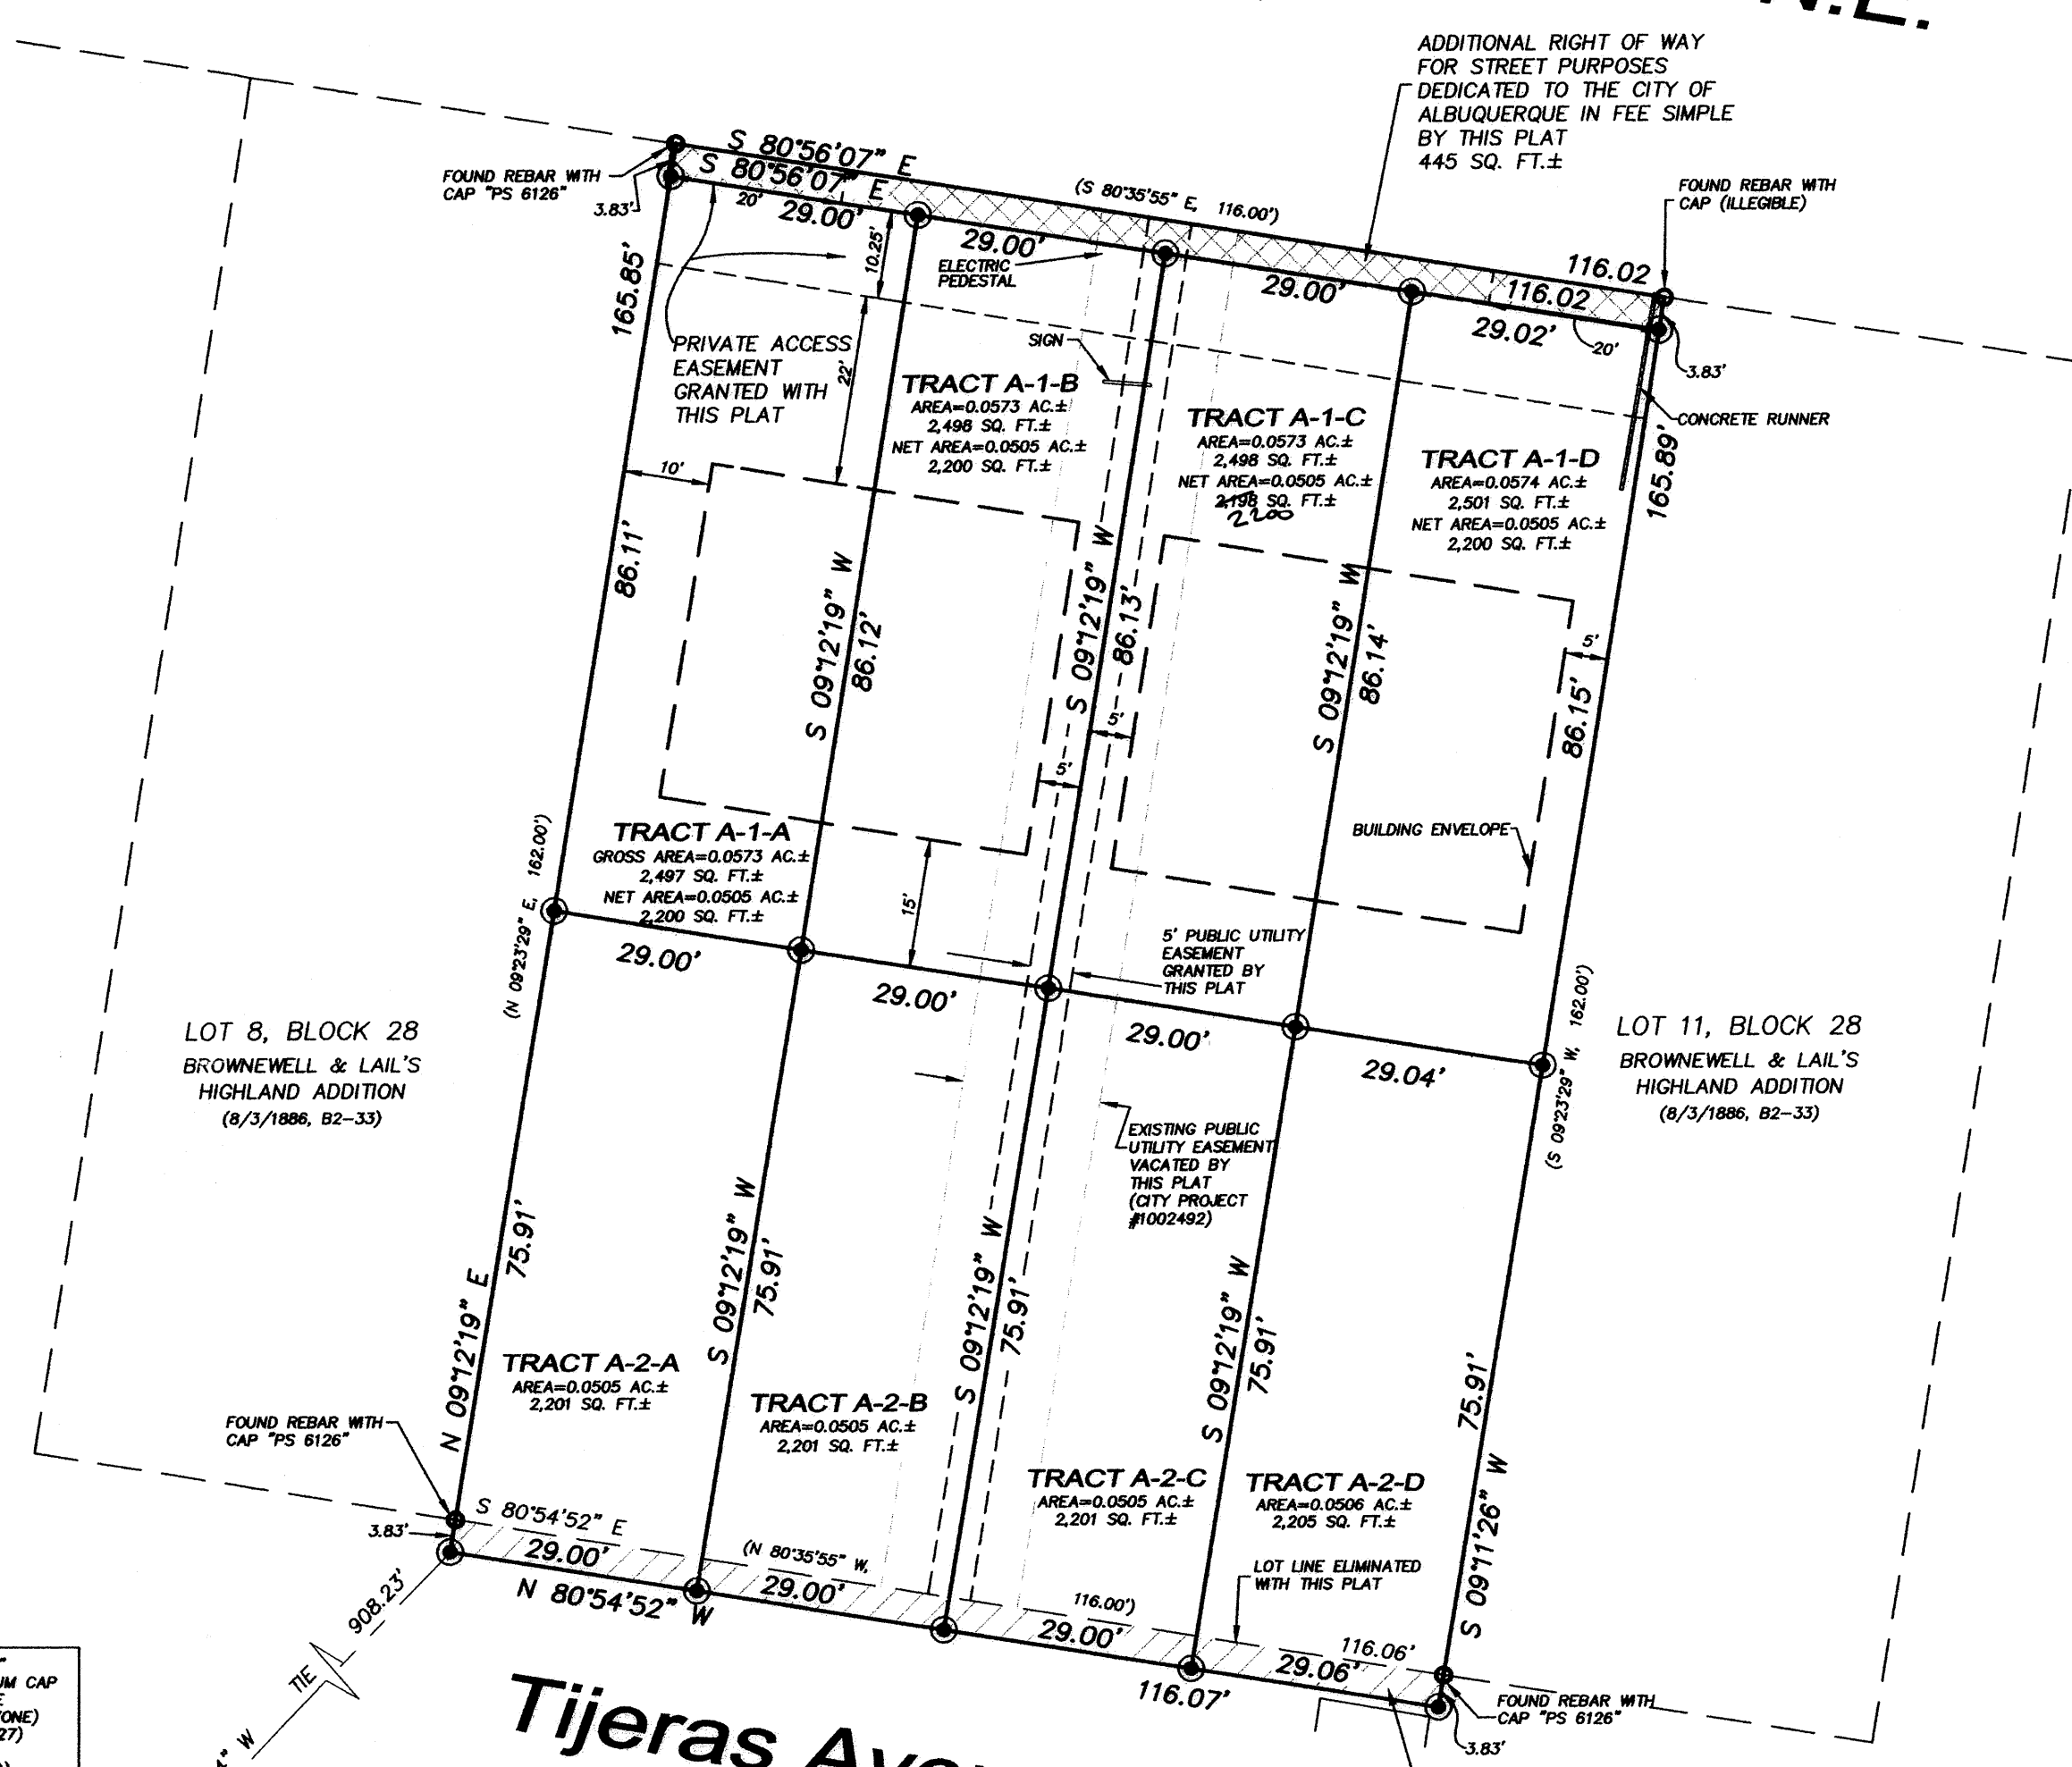 N.E.
ADDITIONAL RIGHT OF WAY
FOR STREET PURPOSES
DEDICATED TO THE CITY OF
ALBUQUERQUE IN FEE SIMPLE
BY THIS PLAT
445 SQ. FT.±
FOUND REBAR WITH
CAP "PS 6126"
3.83'
S 80°56'07" E
S 80°56'07" E
20'
29.00'
(S 80°35'55" E, 116.00')
FOUND REBAR WITH
CAP (ILLEGIBLE)
116.02
116.02
29.00'
ELECTRIC
PEDESTAL
29.00'
29.02'
20'
3.83'
10.25'
165.85'
PRIVATE ACCESS
EASEMENT
GRANTED WITH
THIS PLAT
22'
SIGN
TRACT A-1-B
AREA=0.0573 AC.±
2,498 SQ. FT.±
NET AREA=0.0505 AC.±
2,200 SQ. FT.±
TRACT A-1-C
AREA=0.0573 AC.±
2,498 SQ. FT.±
NET AREA=0.0505 AC.±
2,198 SQ. FT.±
2200
TRACT A-1-D
AREA=0.0574 AC.±
2,501 SQ. FT.±
NET AREA=0.0505 AC.±
2,200 SQ. FT.±
CONCRETE RUNNER
165.89'
10'
86.11'
S 09°12'19" W
86.12'
S 09°12'19" W
86.13'
S 09°12'19" W
86.14'
5'
86.15'
5'
5'
BUILDING ENVELOPE
TRACT A-1-A
GROSS AREA=0.0573 AC.±
2,497 SQ. FT.±
NET AREA=0.0505 AC.±
2,200 SQ. FT.±
15'
(N 09°23'29" E, 162.00')
29.00'
29.00'
5' PUBLIC UTILITY
EASEMENT
GRANTED BY
THIS PLAT
29.00'
29.04'
(S 09°23'29" W, 162.00')
LOT 8, BLOCK 28
BROWNEWELL & LAIL'S
HIGHLAND ADDITION
(8/3/1886, B2-33)
LOT 11, BLOCK 28
BROWNEWELL & LAIL'S
HIGHLAND ADDITION
(8/3/1886, B2-33)
EXISTING PUBLIC
UTILITY EASEMENT
VACATED BY
THIS PLAT
(CITY PROJECT
#1002492)
N 09°12'19" E
75.91'
S 09°12'19" W
75.91'
S 09°12'19" W
75.91'
S 09°12'19" W
75.91'
75.91'
S 09°11'26" W
TRACT A-2-A
AREA=0.0505 AC.±
2,201 SQ. FT.±
TRACT A-2-B
AREA=0.0505 AC.±
2,201 SQ. FT.±
TRACT A-2-C
AREA=0.0505 AC.±
2,201 SQ. FT.±
TRACT A-2-D
AREA=0.0506 AC.±
2,205 SQ. FT.±
FOUND REBAR WITH
CAP "PS 6126"
3.83'
S 80°54'52" E
29.00'
N 80°54'52" W
(N 80°35'55" W,
116.00')
29.00'
29.00'
LOT LINE ELIMINATED
WITH THIS PLAT
116.06'
29.06'
116.07'
FOUND REBAR WITH
CAP "PS 6126"
3.83'
908.23'
TIE
W
UM CAP
ONE)
27)
Tijeras